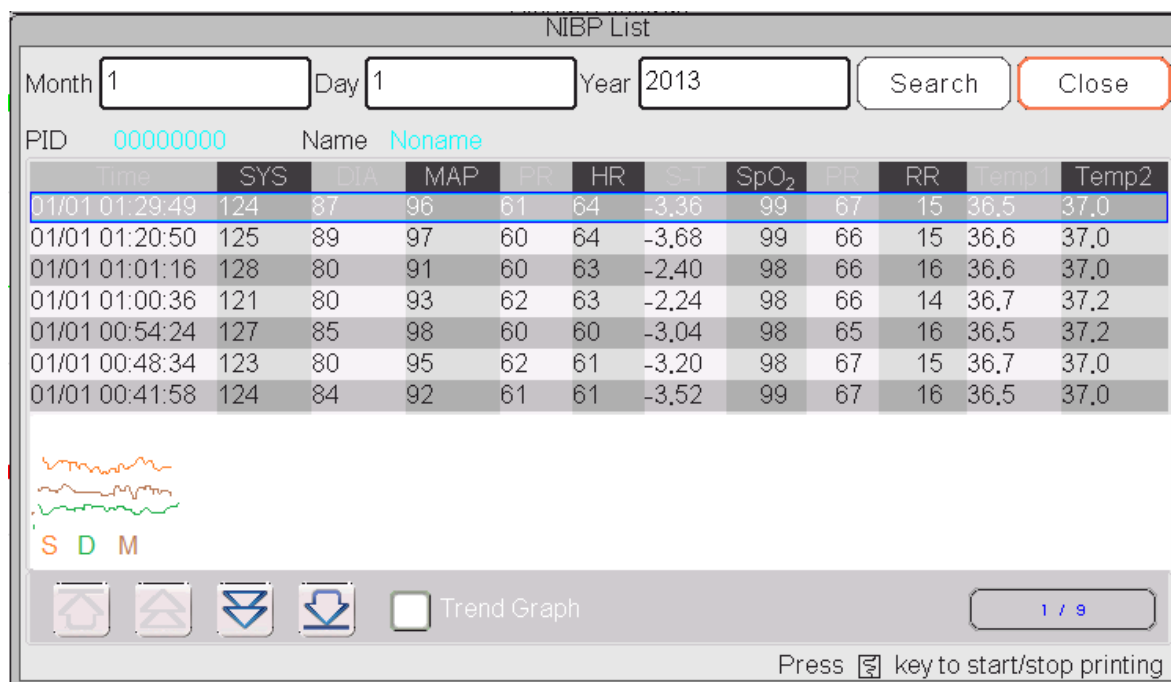 NIBP List
Month 1 Day 1 Year 2013 Search Close
PID 00000000 Name Noname
Time SYS DIA MAP PR HR S-T SpO₂ PR RR Temp1 Temp2
01/01 01:29:49 124 87 96 61 64 -3.36 99 67 15 36.5 37.0
01/01 01:20:50 125 89 97 60 64 -3.68 99 66 15 36.6 37.0
01/01 01:01:16 128 80 91 60 63 -2.40 98 66 16 36.6 37.0
01/01 01:00:36 121 80 93 62 63 -2.24 98 66 14 36.7 37.2
01/01 00:54:24 127 85 98 60 60 -3.04 98 65 16 36.5 37.2
01/01 00:48:34 123 80 95 62 61 -3.20 98 67 15 36.7 37.0
01/01 00:41:58 124 84 92 61 61 -3.52 99 67 16 36.5 37.0
S D M
Trend Graph 1 / 9
Press key to start/stop printing